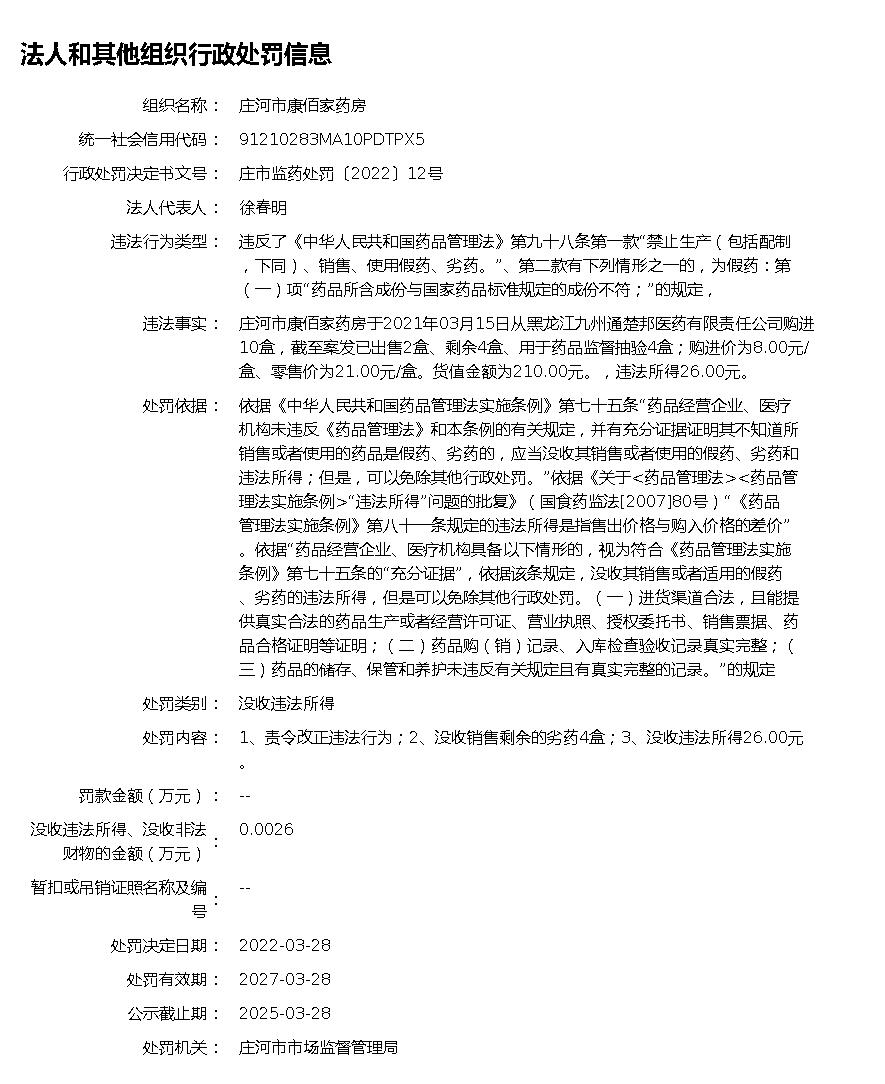 法人和其他组织行政处罚信息
组织名称： 庄河市康佰家药房
统一社会信用代码： 91210283MA10PDTPX5
行政处罚决定书文号： 庄市监药处罚〔2022〕12号
法人代表人： 徐春明
违法行为类型： 违反了《中华人民共和国药品管理法》第九十八条第一款“禁止生产（包括配制
，下同）、销售、使用假药、劣药。”、第二款有下列情形之一的，为假药：第
（一）项“药品所含成份与国家药品标准规定的成份不符；”的规定，
违法事实： 庄河市康佰家药房于2021年03月15日从黑龙江九州通楚邦医药有限责任公司购进
10盒，截至案发已出售2盒、剩余4盒、用于药品监督抽验4盒；购进价为8.00元/
盒、零售价为21.00元/盒。货值金额为210.00元。，违法所得26.00元。
处罚依据： 依据《中华人民共和国药品管理法实施条例》第七十五条“药品经营企业、医疗
机构未违反《药品管理法》和本条例的有关规定，并有充分证据证明其不知道所
销售或者使用的药品是假药、劣药的，应当没收其销售或者使用的假药、劣药和
违法所得；但是，可以免除其他行政处罚。”依据《关于<药品管理法><药品管
理法实施条例>“违法所得”问题的批复》（国食药监法[2007]80号）“《药品
管理法实施条例》第八十一条规定的违法所得是指售出价格与购入价格的差价”
。依据“药品经营企业、医疗机构具备以下情形的，视为符合《药品管理法实施
条例》第七十五条的“充分证据”，依据该条规定，没收其销售或者适用的假药
、劣药的违法所得，但是可以免除其他行政处罚。（一）进货渠道合法，且能提
供真实合法的药品生产或者经营许可证、营业执照、授权委托书、销售票据、药
品合格证明等证明；（二）药品购（销）记录、入库检查验收记录真实完整；（
三）药品的储存、保管和养护未违反有关规定且有真实完整的记录。”的规定
处罚类别： 没收违法所得
处罚内容： 1、责令改正违法行为；2、没收销售剩余的劣药4盒；3、没收违法所得26.00元
。
罚款金额（万元）： --
没收违法所得、没收非法
财物的金额（万元）： 0.0026
暂扣或吊销证照名称及编
号： --
处罚决定日期： 2022-03-28
处罚有效期： 2027-03-28
公示截止期： 2025-03-28
处罚机关： 庄河市市场监督管理局